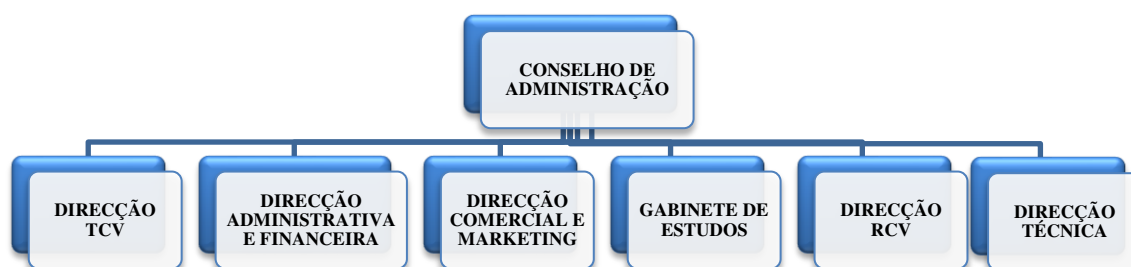 CONSELHO DE
ADMINISTRAÇÃO
DIRECÇÃO
TCV
DIRECÇÃO
ADMINISTRATIVA
E FINANCEIRA
DIRECÇÃO
COMERCIAL E
MARKETING
GABINETE DE
ESTUDOS
DIRECÇÃO
RCV
DIRECÇÃO
TÉCNICA